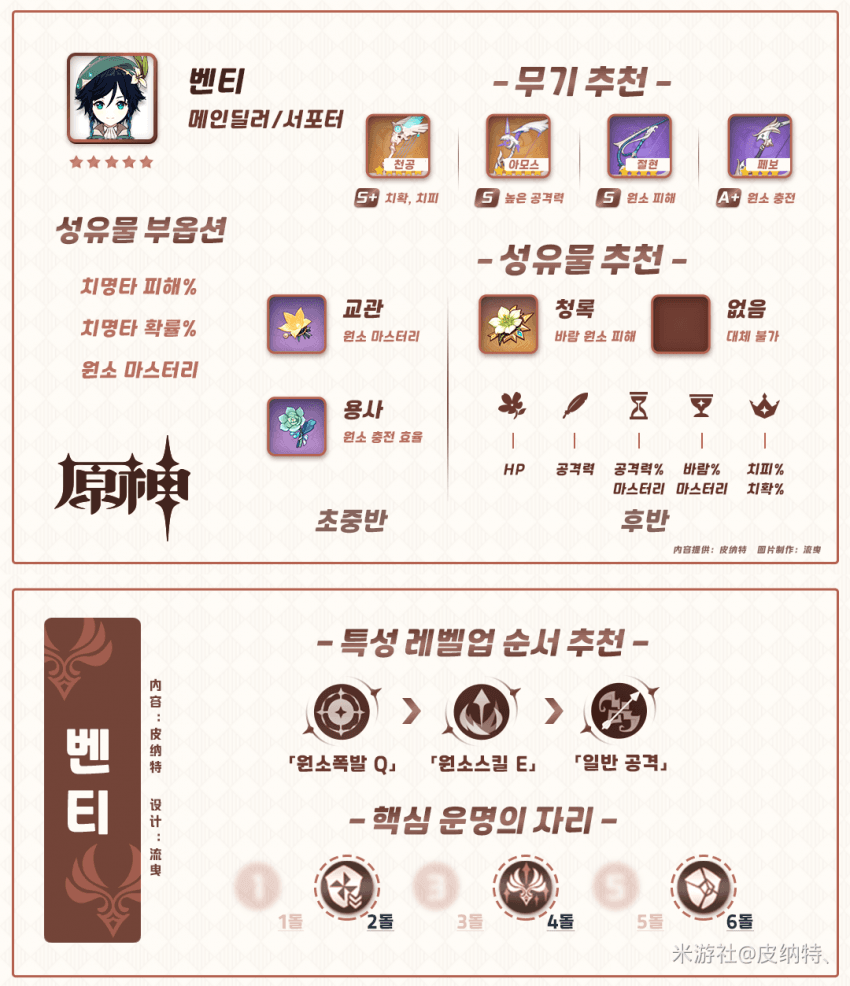 벤티
메인딜러/서포터
- 무기 추천 -
천공
아모스
절현
페보
S+ 치확, 치피
S 높은 공격력
S 원소 피해
A+ 원소 충전
성유물 부옵션
치명타 피해%
치명타 확률%
원소 마스터리
原神
교관
원소 마스터리
용사
원소 충전 효율
초중반
- 성유물 추천 -
청록
바람 원소 피해
없음
대체 불가
HP
공격력
공격력%
마스터리
바람%
마스터리
치피%
치확%
후반
内容提供：皮纳特 图片制作：流曳
벤티
内容：皮纳特 设计：流曳
- 특성 레벨업 순서 추천 -
「원소폭발 Q」
「원소스킬 E」
「일반 공격」
- 핵심 운명의 자리 -
1
3
5
1돌
2돌
3돌
4돌
5돌
6돌
米游社@皮纳特、